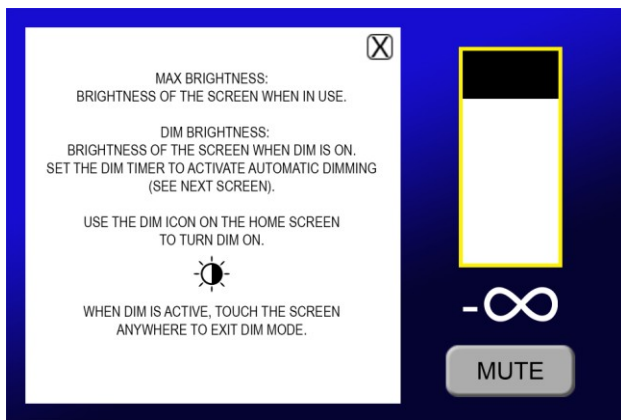 X
MAX BRIGHTNESS:
BRIGHTNESS OF THE SCREEN WHEN IN USE.
DIM BRIGHTNESS:
BRIGHTNESS OF THE SCREEN WHEN DIM IS ON.
SET THE DIM TIMER TO ACTIVATE AUTOMATIC DIMMING
(SEE NEXT SCREEN).
USE THE DIM ICON ON THE HOME SCREEN
TO TURN DIM ON.
WHEN DIM IS ACTIVE, TOUCH THE SCREEN
ANYWHERE TO EXIT DIM MODE.
-∞
MUTE